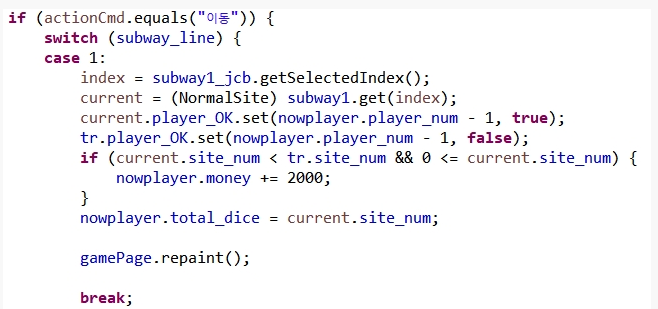 if (actionCmd.equals("이동")) {
switch (subway_line) {
case 1:
index = subway1_jcb.getSelectedIndex();
current = (NormalSite) subway1.get(index);
current.player_OK.set(nowplayer.player_num - 1, true);
tr.player_OK.set(nowplayer.player_num - 1, false);
if (current.site_num < tr.site_num && 0 <= current.site_num) {
nowplayer.money += 2000;
}
nowplayer.total_dice = current.site_num;
gamePage.repaint();
break;